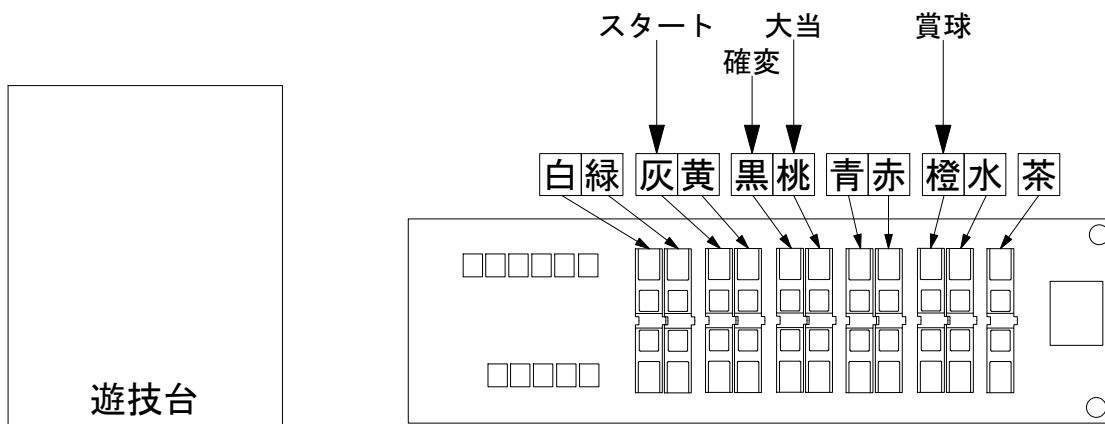 スタート 大当 賞球
確変
白緑 灰黄 黒桃 青赤 橙水 茶
遊技台